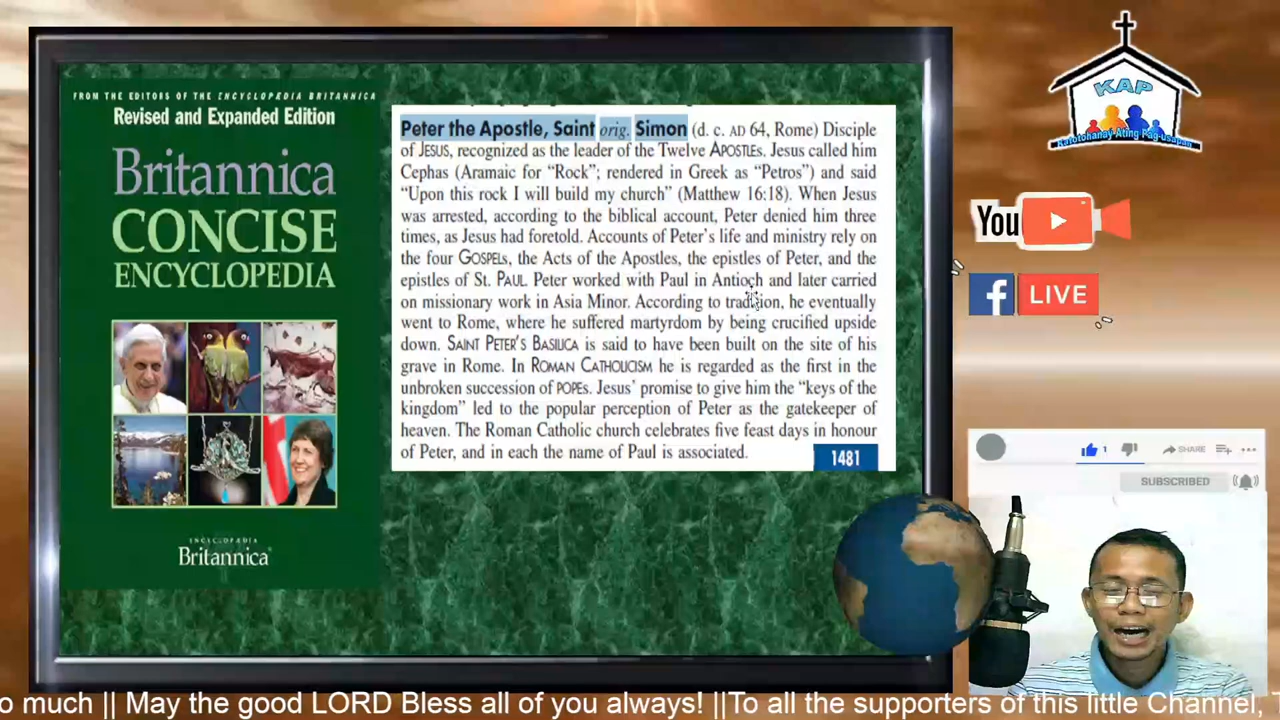 FROM THE EDITORS OF THE ENCYCLOPÆDIA BRITANNICA
Revised and Expanded Edition
Britannica
CONCISE
ENCYCLOPEDIA
ENCYCLOPÆDIA
Britannica
Peter the Apostle, Saint orig. Simon (d. c. AD 64, Rome) Disciple
of JESUS, recognized as the leader of the Twelve APOSTLEs. Jesus called him
Cephas (Aramaic for “Rock”; rendered in Greek as “Petros”) and said
“Upon this rock I will build my church” (Matthew 16:18). When Jesus
was arrested, according to the biblical account, Peter denied him three
times, as Jesus had foretold. Accounts of Peter’s life and ministry rely on
the four GOSPELs, the Acts of the Apostles, the epistles of Peter, and the
epistles of St. PAUL. Peter worked with Paul in Antioch and later carried
on missionary work in Asia Minor. According to tradition, he eventually
went to Rome, where he suffered martyrdom by being crucified upside
down. SAINT PETER’S BASILICA is said to have been built on the site of his
grave in Rome. In ROMAN CATHOLICISM he is regarded as the first in the
unbroken succession of POPEs. Jesus’ promise to give him the “keys of the
kingdom” led to the popular perception of Peter as the gatekeeper of
heaven. The Roman Catholic church celebrates five feast days in honour
of Peter, and in each the name of Paul is associated.
1481
KAP
Katotohanay Ating Pag-usapan
You
f LIVE
1 SHARE
SUBSCRIBED
o much || May the good LORD Bless all of you always! ||To all the supporters of this little Channel,